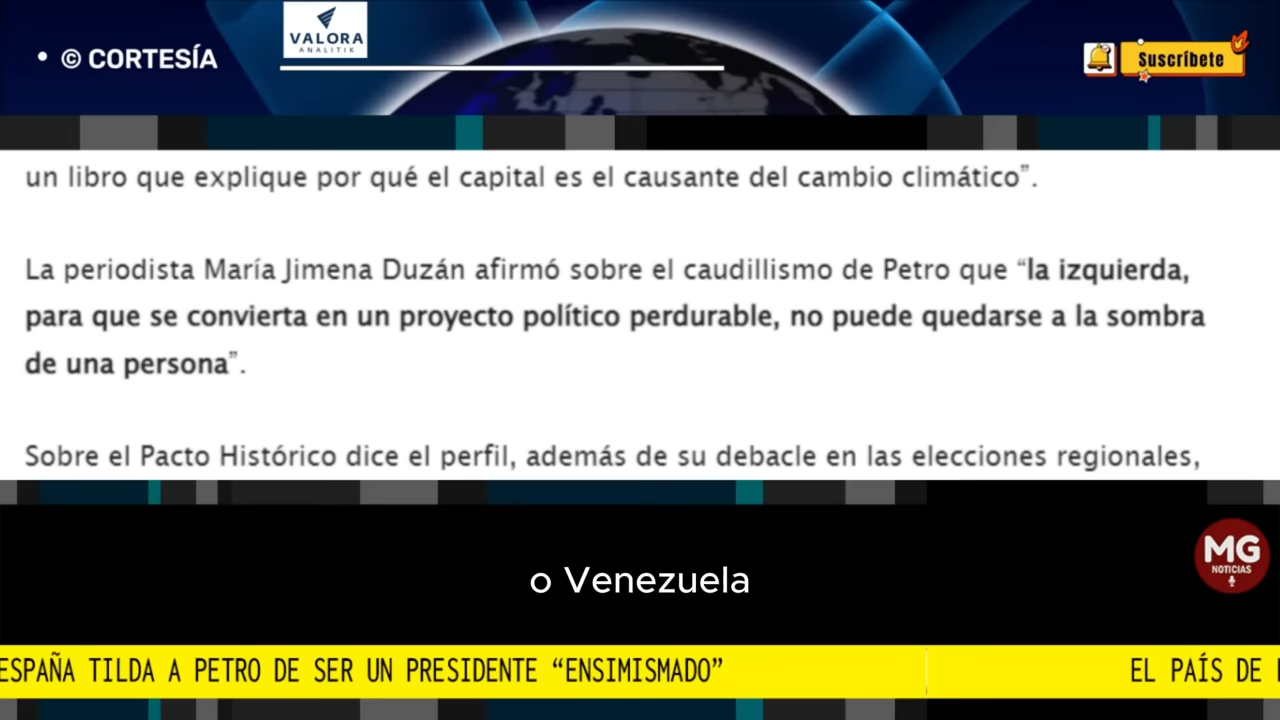 • © CORTESÍA
VALORA
ANALITIK
Suscríbete
un libro que explique por qué el capital es el causante del cambio climático”.
La periodista María Jimena Duzán afirmó sobre el caudillismo de Petro que “la izquierda,
para que se convierta en un proyecto político perdurable, no puede quedarse a la sombra
de una persona”.
Sobre el Pacto Histórico dice el perfil, además de su debacle en las elecciones regionales,
MG
NOTICIAS
o Venezuela
ESPAÑA TILDA A PETRO DE SER UN PRESIDENTE “ENSIMISMADO” EL PAÍS DE